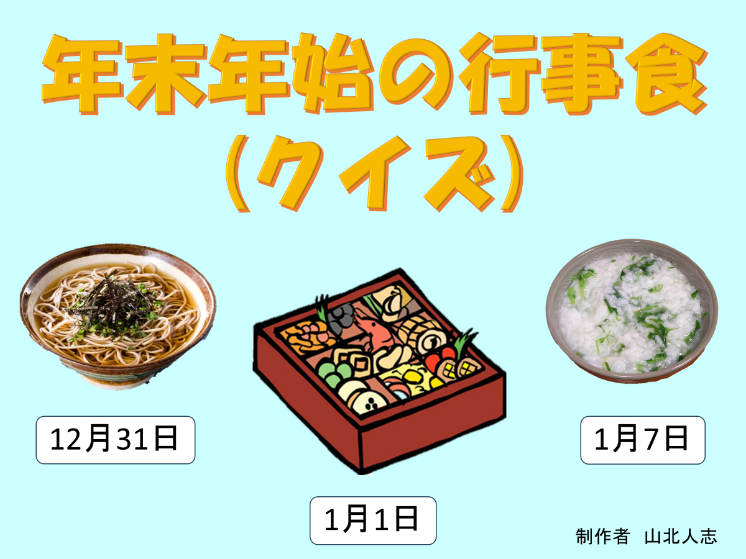 年末年始の行事食
(クイズ)
12月31日
1月1日
1月7日
制作者　山北人志